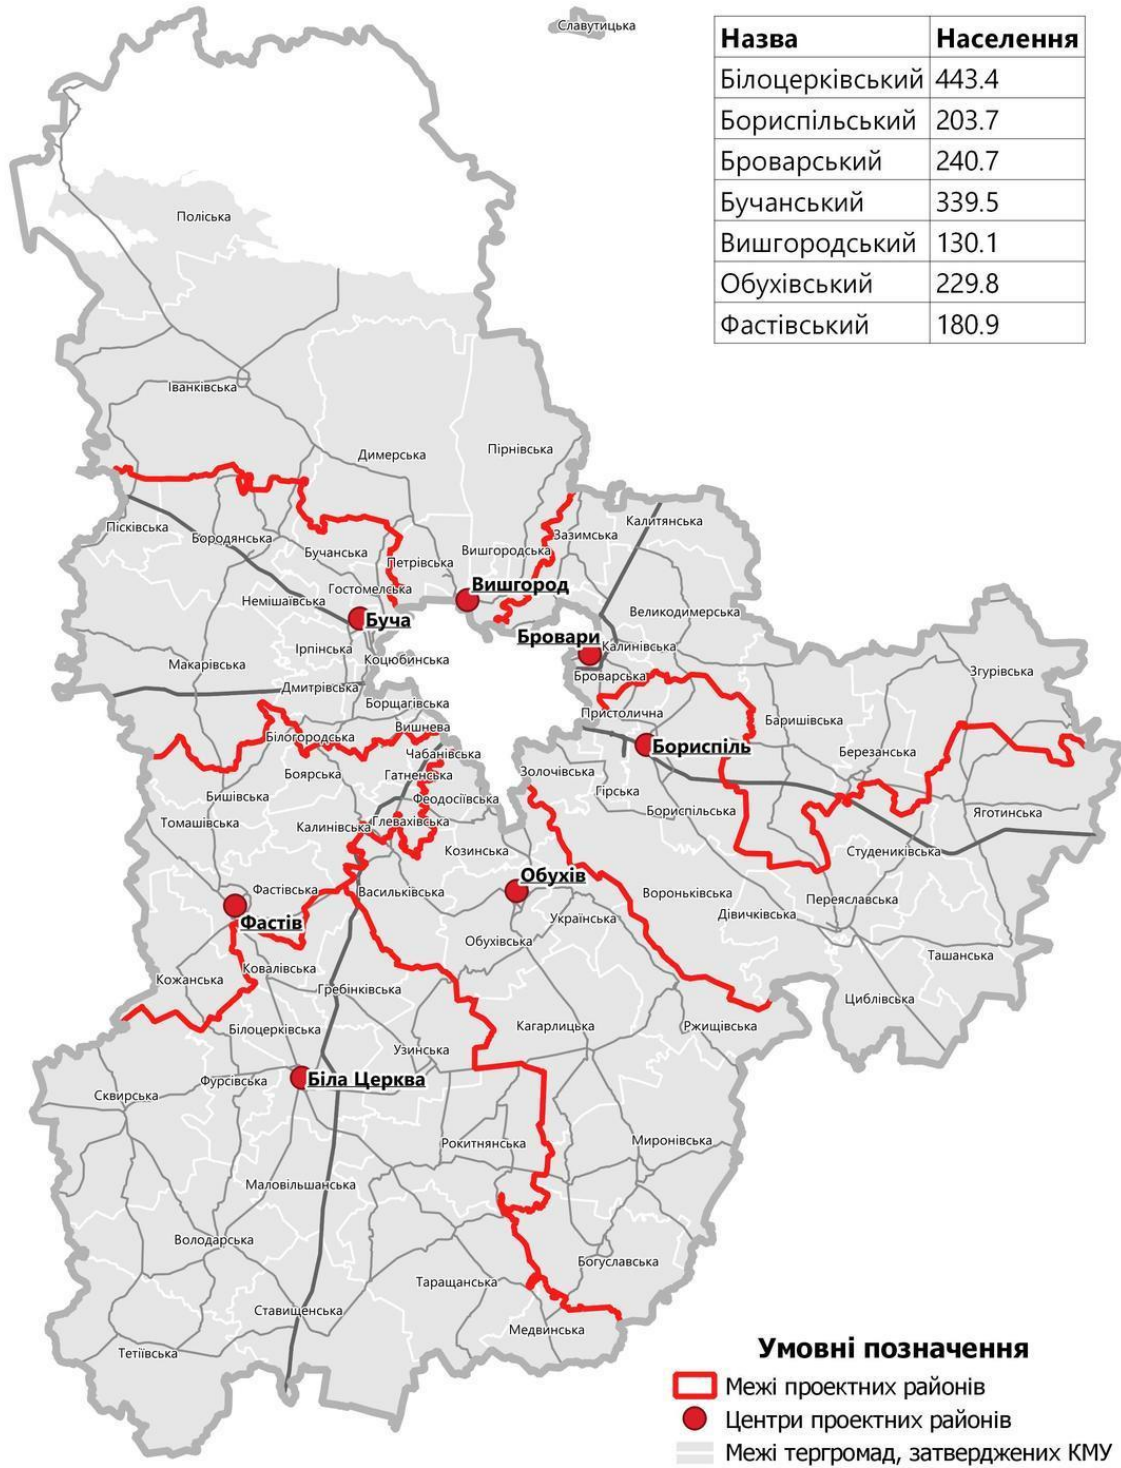 Славутицька
Назва Населення
Білоцерківський 443.4
Бориспільський 203.7
Броварський 240.7
Бучанський 339.5
Вишгородський 130.1
Обухівський 229.8
Фастівський 180.9
Поліська
Іванківська
Димерська
Пірнівська
Пісківська
Бородянська
Бучанська
Петрівська
Вишгородська
Зазимська
Калитянська
Гостомельська
Вишгород
Немішаївська
Буча
Великодимерська
Бровари
Калинівська
Ірпінська
Коцюбинська
Макарівська
Дмитрівська
Броварська
Згурівська
Борщагівська
Пристолична
Баришівська
Вишнева
Білогородська
Бориспіль
Березанська
Чабанівська
Боярська
Гатненська
Золочівська
Гірська
Бишівська
Феодосіївська
Бориспільська
Яготинська
Томашівська
Калинівська
Глевахівська
Козинська
Студениківська
Обухів
Фастівська
Васильківська
Вороньківська
Переяславська
Дівичківська
Фастів
Українська
Обухівська
Ташанська
Ковалівська
Кожанська
Гребінківська
Циблівська
Білоцерківська
Кагарлицька
Ржищівська
Узинська
Фурсівська
Біла Церква
Сквирська
Рокитнянська
Миронівська
Маловільшанська
Володарська
Богуславська
Таращанська
Ставищенська
Медвинська
Тетіївська
Умовні позначення
Межі проектних районів
Центри проектних районів
Межі тергромад, затверджених КМУ